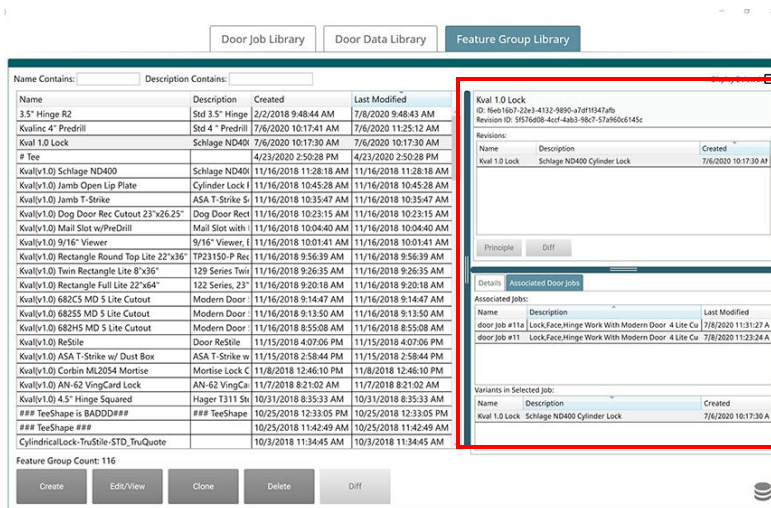 Door Job Library Door Data Library Feature Group Library
Name Contains: Description Contains:
Name Description Created Last Modified
3.5" Hinge R2 Std 3.5" Hinge 2/2/2018 9:48:44 AM 7/8/2020 9:48:43 AM
Kvalinc 4" Predrill Std 4 " Predrill 7/6/2020 10:17:41 AM 7/6/2020 11:25:12 AM
Kval 1.0 Lock Schlage ND40( 7/6/2020 10:17:30 AM 7/6/2020 10:17:30 AM
# Tee 4/23/2020 2:50:28 PM 4/23/2020 2:50:28 PM
Kval(v1.0) Schlage ND400 Schlage ND40( 11/16/2018 11:28:18 AM 11/16/2018 11:28:18 AM
Kval(v1.0) Jamb Open Lip Plate Cylinder Lock 11/16/2018 10:45:28 AM 11/16/2018 10:45:28 AM
Kval(v1.0) Jamb T-Strike ASA T-Strike 11/16/2018 10:35:47 AM 11/16/2018 10:35:47 AM
Kval(v1.0) Dog Door Rec Cutout 23"x26.25" Dog Door Rect 11/16/2018 10:23:15 AM 11/16/2018 10:23:15 AM
Kval(v1.0) Mail Slot w/PreDrill Mail Slot with 11/16/2018 10:04:40 AM 11/16/2018 10:04:40 AM
Kval(v1.0) 9/16" Viewer 9/16" Viewer, 11/16/2018 10:01:41 AM 11/16/2018 10:01:41 AM
Kval(v1.0) Rectangle Round Top Lite 22"x36" TP23150-P Rec 11/16/2018 9:56:39 AM 11/16/2018 9:56:39 AM
Kval(v1.0) Twin Rectangle Lite 8"x36" 129 Series Twi 11/16/2018 9:26:35 AM 11/16/2018 9:26:35 AM
Kval(v1.0) Rectangle Full Lite 22"x64" 122 Series, 23" 11/16/2018 9:20:18 AM 11/16/2018 9:20:18 AM
Kval(v1.0) 682C5 MD 5 Lite Cutout Modern Door 11/16/2018 9:14:47 AM 11/16/2018 9:14:47 AM
Kval(v1.0) 682S5 MD 5 Lite Cutout Modern Door 11/16/2018 9:13:50 AM 11/16/2018 9:13:50 AM
Kval(v1.0) 682H5 MD 5 Lite Cutout Modern Door 11/16/2018 8:55:08 AM 11/16/2018 8:55:08 AM
Kval(v1.0) ReStile Door ReStile 11/15/2018 4:07:06 PM 11/15/2018 4:07:06 PM
Kval(v1.0) ASA T-Strike w/ Dust Box ASA T-Strike w 11/15/2018 2:58:44 PM 11/15/2018 2:58:44 PM
Kval(v1.0) Corbin ML2054 Mortise Mortise Lock C 11/8/2018 12:46:10 PM 11/8/2018 12:46:10 PM
Kval(v1.0) AN-62 VingCard Lock AN-62 VingCa 11/7/2018 8:21:02 AM 11/7/2018 8:21:02 AM
Kval(v1.0) 4.5" Hinge Squared Hager T311 St 10/31/2018 8:35:33 AM 10/31/2018 8:35:33 AM
### TeeShape is BADDD### ### TeeShape 10/25/2018 12:33:05 PM 10/25/2018 12:33:05 PM
### TeeShape ### 10/25/2018 11:42:49 AM 10/25/2018 11:42:49 AM
CylindricalLock-TruStile-STD_TruQuote 10/3/2018 11:34:45 AM 10/3/2018 11:34:45 AM
Feature Group Count: 116
Create Edit/View Clone Delete Diff
Kval 1.0 Lock
ID: f6eb16b7-22e3-4132-9890-a7df1f347afb
Revision ID: 5f576d08-4ccf-4ab3-98c7-57a960c6145c
Revisions:
Name Description Created
Kval 1.0 Lock Schlage ND400 Cylinder Lock 7/6/2020 10:17:30 A
Principle Diff
Details Associated Door Jobs
Associated Jobs:
Name Description Last Modified
door Job #11a Lock,Face,Hinge Work With Modern Door 4 Lite Cu 7/8/2020 11:31:27 A
door Job #11 Lock,Face,Hinge Work With Modern Door 4 Lite Cu 7/8/2020 11:23:24 A
Variants in Selected Job:
Name Description Created
Kval 1.0 Lock Schlage ND400 Cylinder Lock 7/6/2020 10:17:30 A